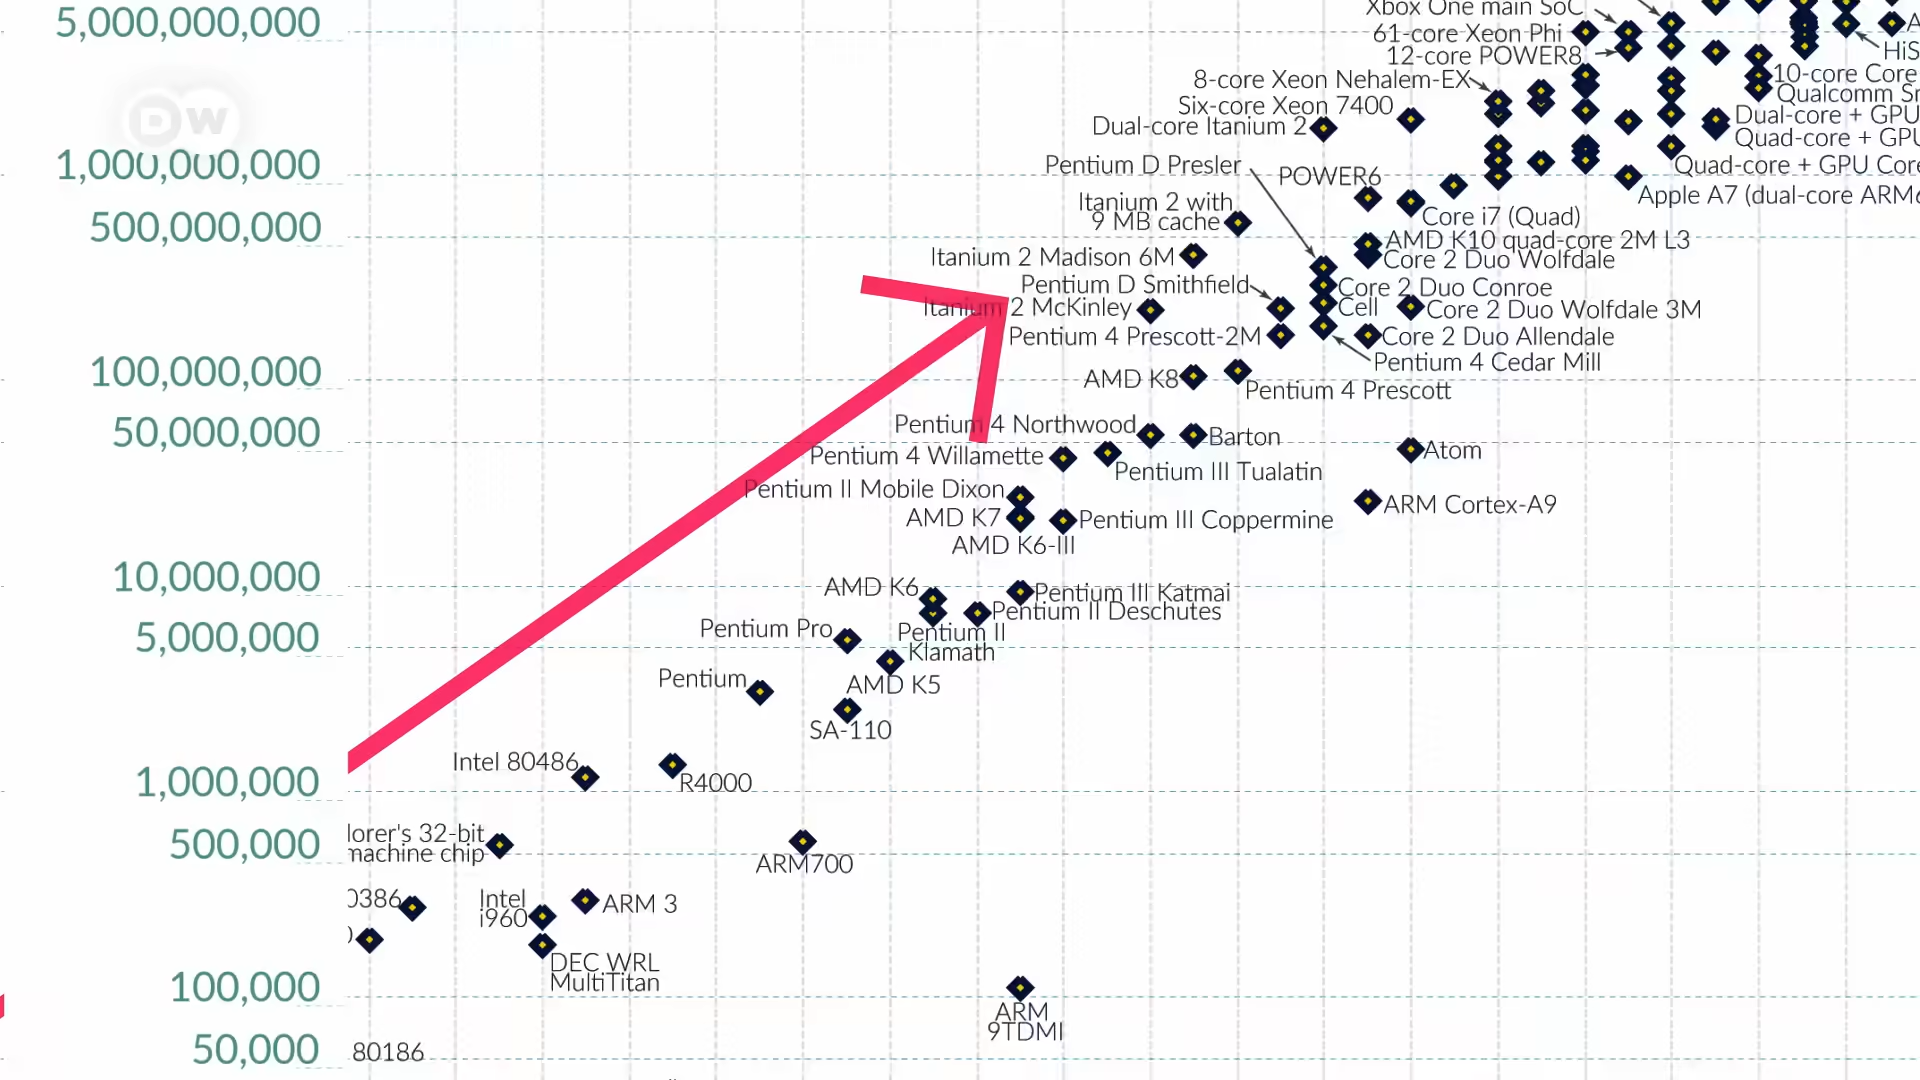 5,000,000,000
1,000,000,000
500,000,000
100,000,000
50,000,000
10,000,000
5,000,000
1,000,000
500,000
100,000
50,000
DW
Xbox One main SoC
61-core Xeon Phi
12-core POWER8
HiS
8-core Xeon Nehalem-EX
10-core Core
Qualcomm Sn
Six-core Xeon 7400
Dual-core + GPU
Dual-core Itanium 2
Quad-core + GPU
Pentium D Presler
Quad-core + GPU Core
POWER6
Apple A7 (dual-core ARM6
Itanium 2 with
9 MB cache
Core i7 (Quad)
AMD K10 quad-core 2M L3
Itanium 2 Madison 6M
Core 2 Duo Wolfdale
Pentium D Smithfield
Core 2 Duo Conroe
Itanium 2 McKinley
Cell
Core 2 Duo Wolfdale 3M
Pentium 4 Prescott-2M
Core 2 Duo Allendale
Pentium 4 Cedar Mill
AMD K8
Pentium 4 Prescott
Pentium 4 Northwood
Barton
Pentium 4 Willamette
Atom
Pentium III Tualatin
Pentium II Mobile Dixon
ARM Cortex-A9
AMD K7
Pentium III Coppermine
AMD K6-III
AMD K6
Pentium III Katmai
Pentium II Deschutes
Pentium Pro
Pentium II
Klamath
Pentium
AMD K5
SA-110
Intel 80486
R4000
lorer's 32-bit
machine chip
ARM700
0386
Intel
i960
ARM 3
DEC WRL
MultiTitan
ARM
9TDMI
80186